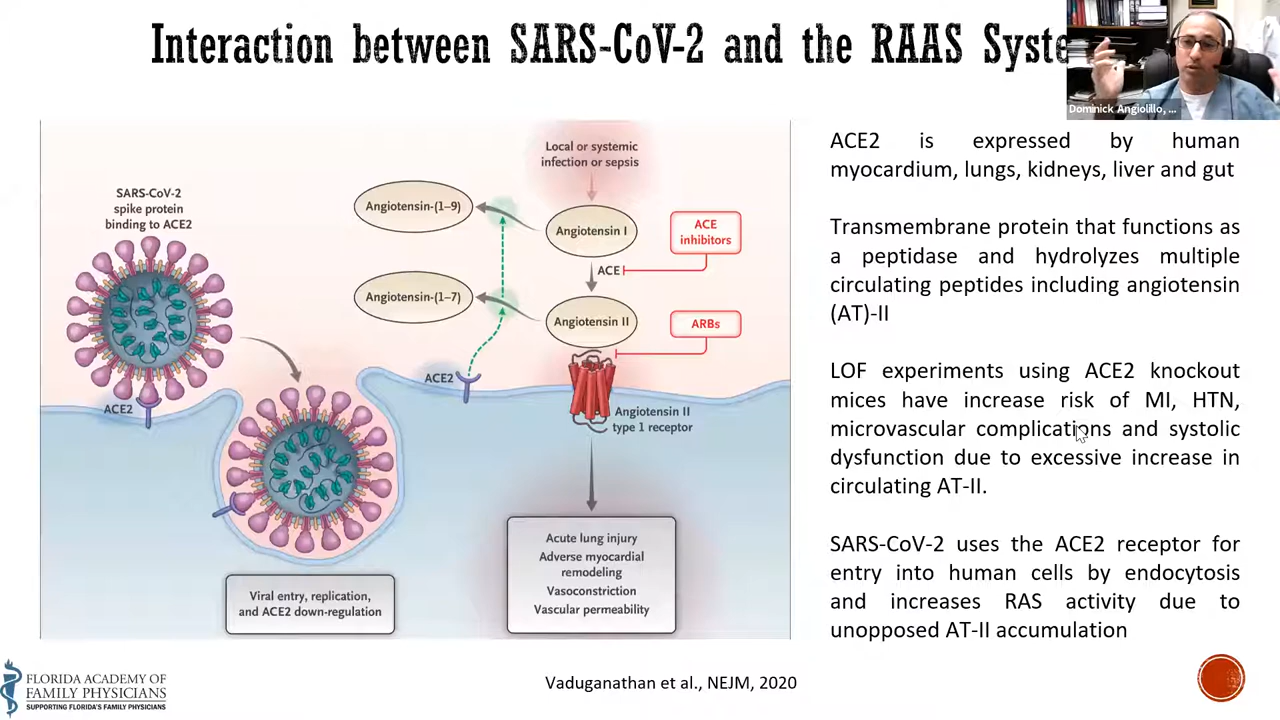 Interaction between SARS-CoV-2 and the RAAS Syste
Dominick Angiolillo, ...
Local or systemic
infection or sepsis
SARS-CoV-2
spike protein
binding to ACE2
Angiotensin-(1–9)
Angiotensin I
ACE
inhibitors
ACE
Angiotensin-(1–7)
Angiotensin II
ARBs
ACE2
ACE2
Angiotensin II
type 1 receptor
Viral entry, replication,
and ACE2 down-regulation
Acute lung injury
Adverse myocardial
remodeling
Vasoconstriction
Vascular permeability
ACE2 is expressed by human
myocardium, lungs, kidneys, liver and gut
Transmembrane protein that functions as
a peptidase and hydrolyzes multiple
circulating peptides including angiotensin
(AT)-II
LOF experiments using ACE2 knockout
mices have increase risk of MI, HTN,
microvascular complications and systolic
dysfunction due to excessive increase in
circulating AT-II.
SARS-CoV-2 uses the ACE2 receptor for
entry into human cells by endocytosis
and increases RAS activity due to
unopposed AT-II accumulation
FLORIDA ACADEMY OF
FAMILY PHYSICIANS
SUPPORTING FLORIDA'S FAMILY PHYSICIANS
Vaduganathan et al., NEJM, 2020